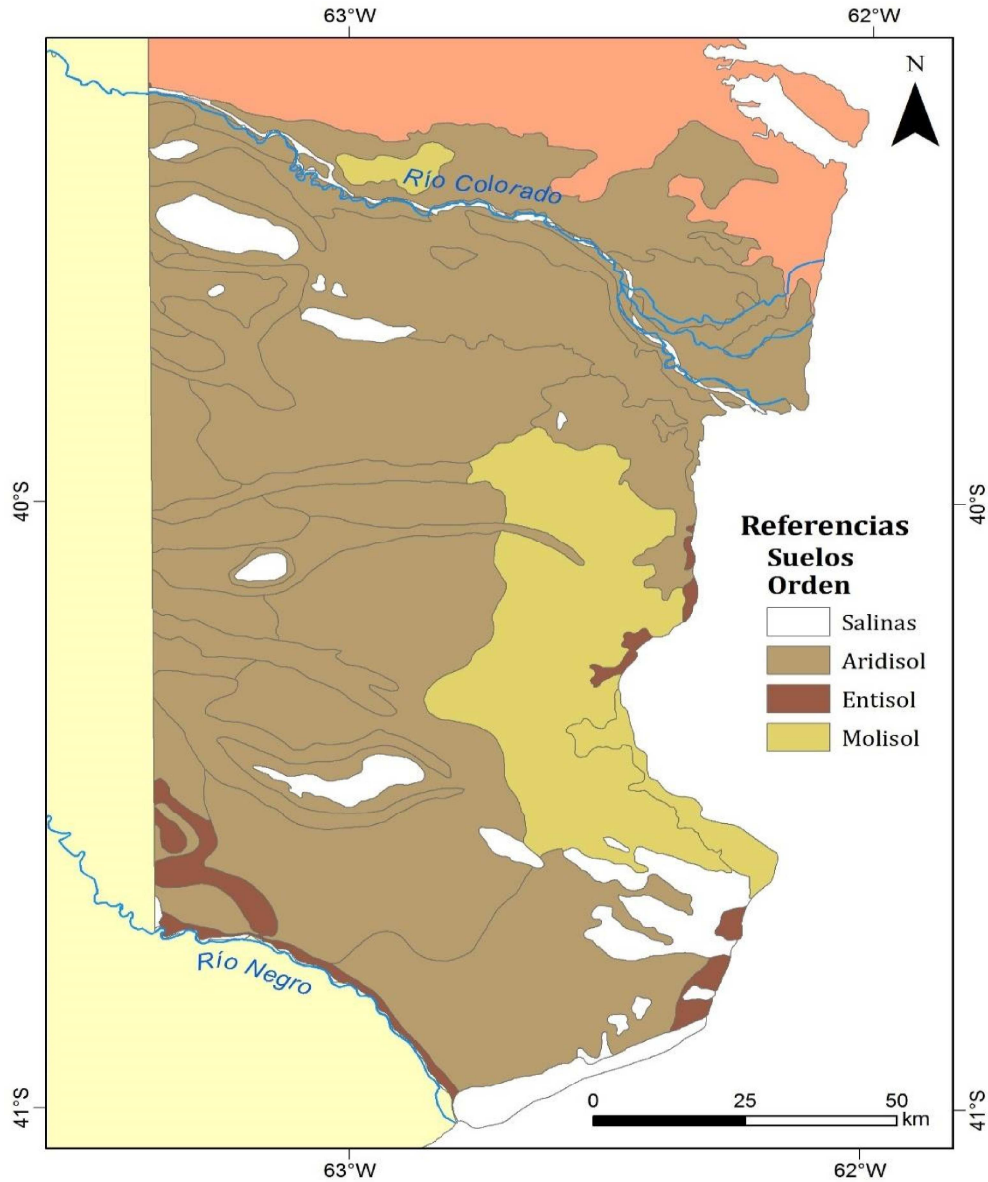 63°W
62°W
N
Río Colorado
40°S
40°S
Referencias
Suelos
Orden
Salinas
Aridisol
Entisol
Molisol
Río Negro
0 25 50
km
41°S
41°S
63°W
62°W